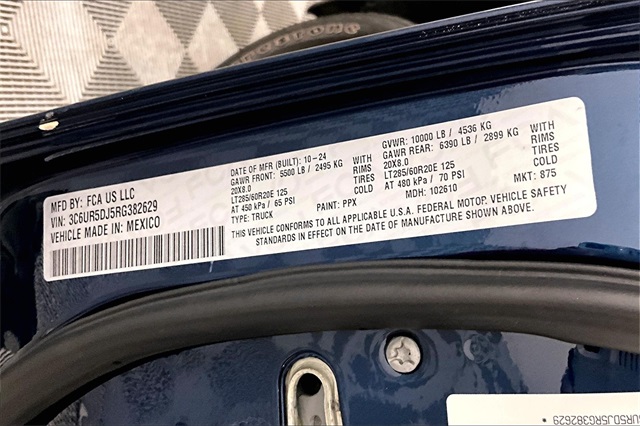 MFD BY: FCA US LLC
VIN: 3C6UR5DJ5RG382629
VEHICLE MADE IN: MEXICO
DATE OF MFR (BUILT): 10-24 GVWR: 10000 LB / 4536 KG
GAWR FRONT: 5500 LB / 2495 KG WITH GAWR REAR: 6390 LB / 2899 KG WITH
20X8.0 RIMS 20X8.0 RIMS
LT285/60R20E 125 TIRES LT285/60R20E 125 TIRES
AT 450 kPa / 65 PSI AT 480 kPa / 70 PSI
TYPE: TRUCK PAINT: PPX MDH: 102610 MKT: 875
THIS VEHICLE CONFORMS TO ALL APPLICABLE U.S.A. FEDERAL MOTOR VEHICLE SAFETY
STANDARDS IN EFFECT ON THE DATE OF MANUFACTURE SHOWN ABOVE.
UR5DJ5RG382629 *